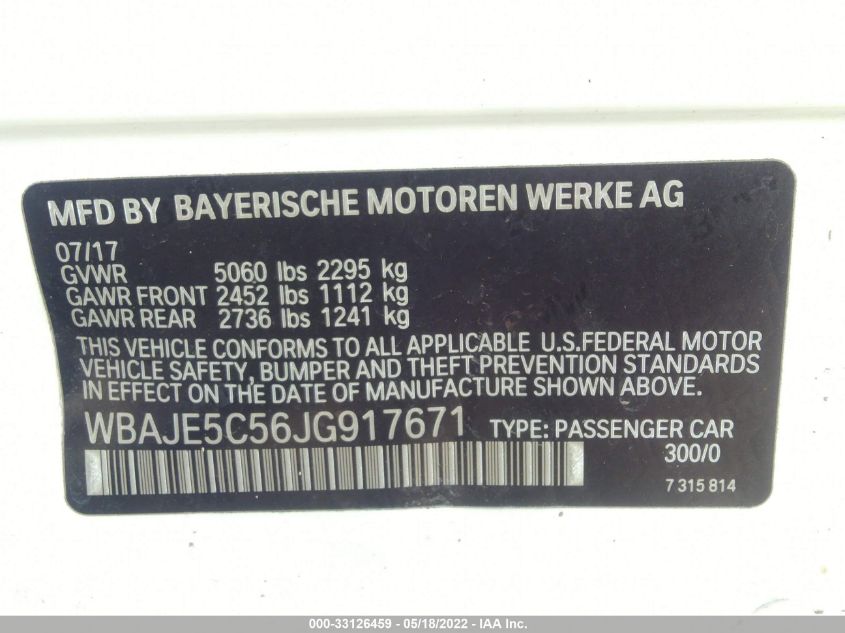 MFD BY BAYERISCHE MOTOREN WERKE AG
07/17
GVWR 5060 lbs 2295 kg
GAWR FRONT 2452 lbs 1112 kg
GAWR REAR 2736 lbs 1241 kg
THIS VEHICLE CONFORMS TO ALL APPLICABLE U.S.FEDERAL MOTOR
VEHICLE SAFETY, BUMPER AND THEFT PREVENTION STANDARDS
IN EFFECT ON THE DATE OF MANUFACTURE SHOWN ABOVE.
WBAJE5C56JG917671 TYPE: PASSENGER CAR
300/0
7 315 814
000-33126459 - 05/18/2022 - IAA Inc.